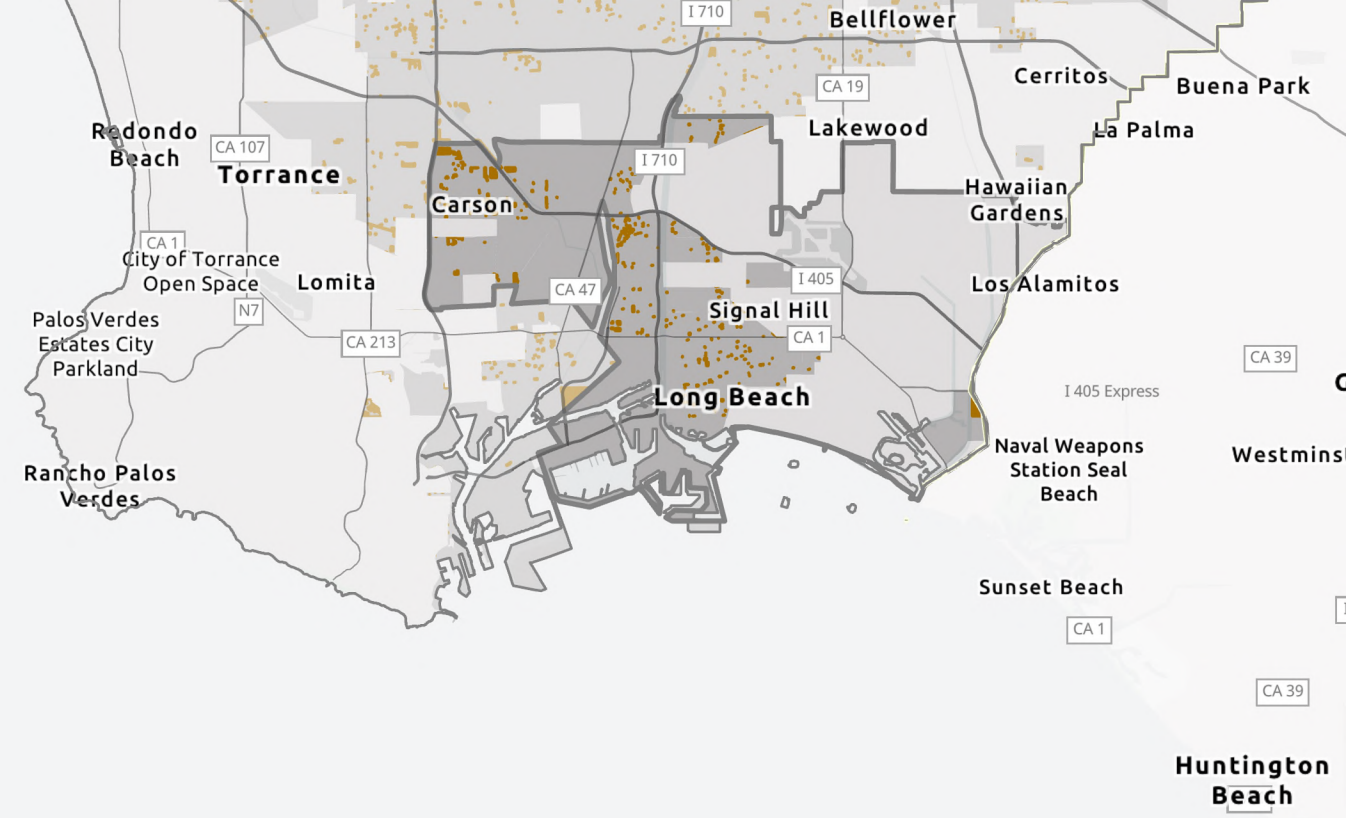 I 710
Bellflower
Cerritos
CA 19
Buena Park
Redondo
Beach
CA 107
Lakewood
La Palma
Torrance
I 710
Carson
Hawaiian
Gardens
CA 1
City of Torrance
Open Space
Lomita
CA 47
I 405
Los Alamitos
N7
Signal Hill
Palos Verdes
Estates City
Parkland
CA 213
CA 1
CA 39
I 405 Express
Long Beach
Rancho Palos
Verdes
Naval Weapons
Station Seal
Beach
Westminst
Sunset Beach
CA 1
CA 39
Huntington
Beach